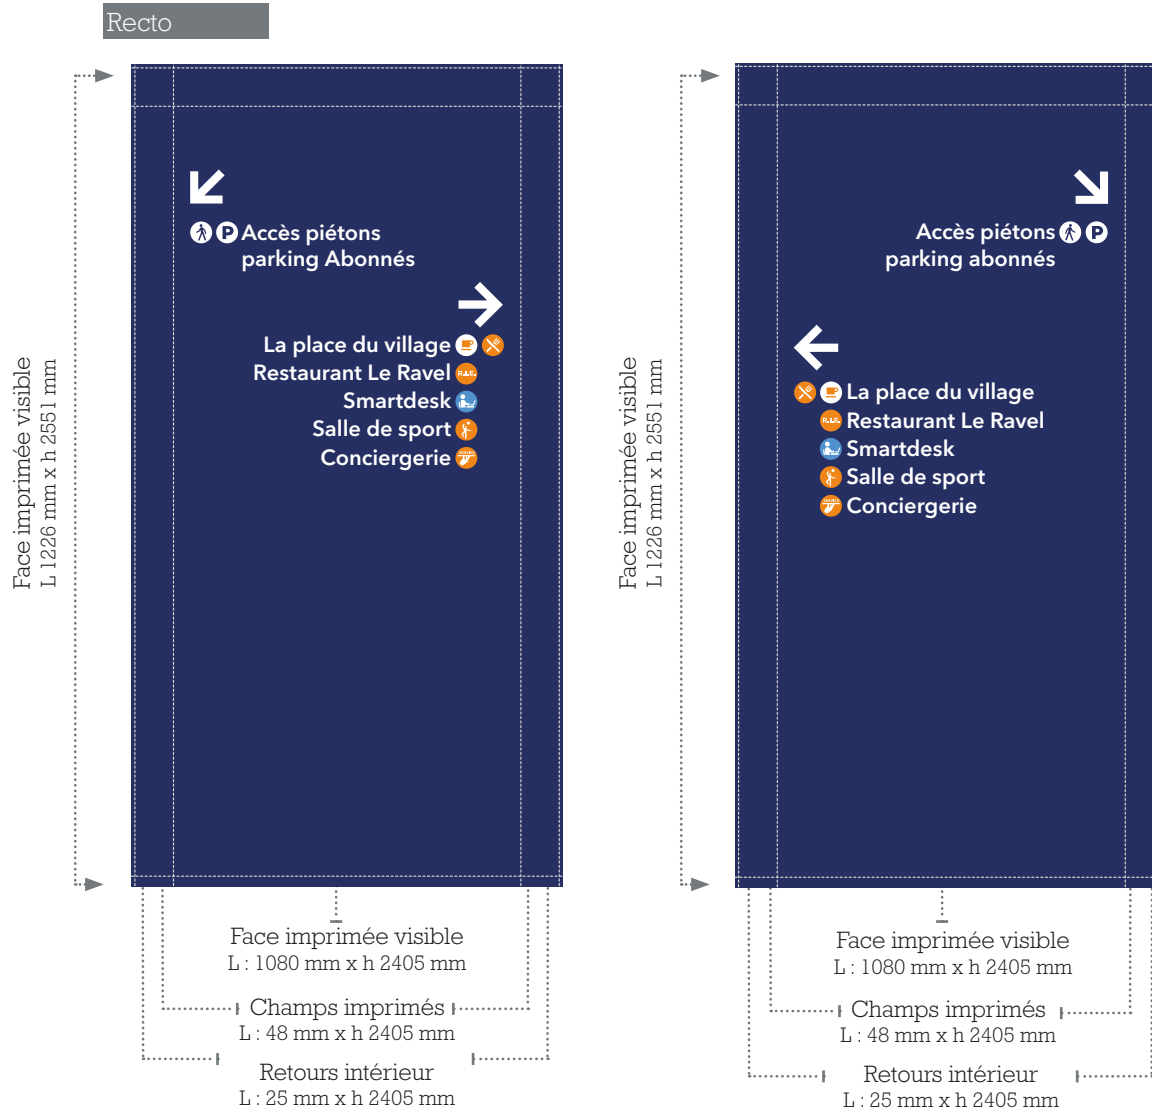 Recto
Face imprimée visible
L 1226 mm x h 2551 mm
P
Accès piétons
parking Abonnés
La place du village
Restaurant Le Ravel
R.I.E.
Smartdesk
Salle de sport
Conciergerie
Face imprimée visible
L : 1080 mm x h 2405 mm
Champs imprimés
L : 48 mm x h 2405 mm
Retours intérieur
L : 25 mm x h 2405 mm
Face imprimée visible
L 1226 mm x h 2551 mm
Accès piétons
P
parking abonnés
La place du village
R.I.E.
Restaurant Le Ravel
Smartdesk
Salle de sport
Conciergerie
Face imprimée visible
L : 1080 mm x h 2405 mm
Champs imprimés
L : 48 mm x h 2405 mm
Retours intérieur
L : 25 mm x h 2405 mm